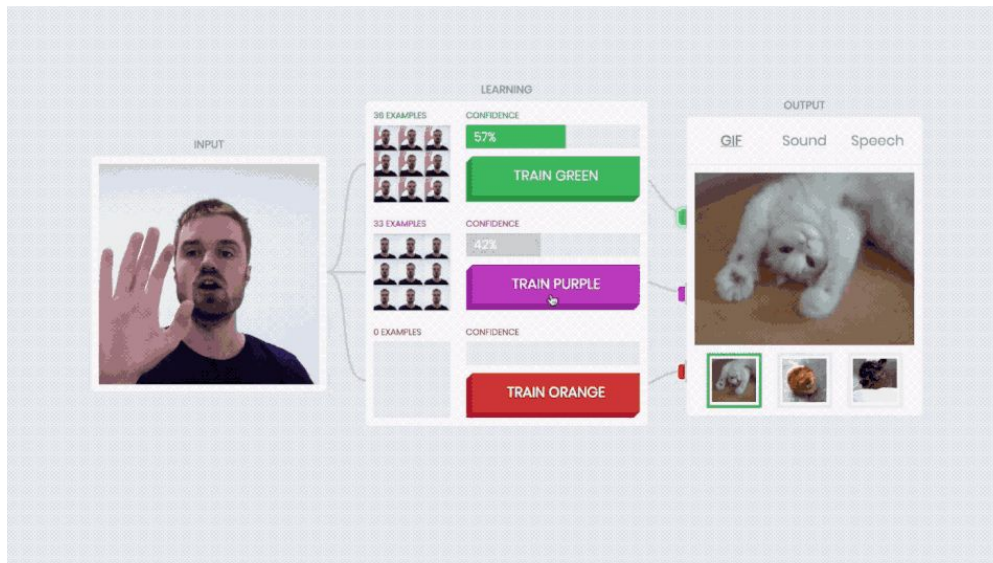 INPUT
LEARNING
36 EXAMPLES
CONFIDENCE
57%
TRAIN GREEN
33 EXAMPLES
CONFIDENCE
42%
TRAIN PURPLE
0 EXAMPLES
CONFIDENCE
TRAIN ORANGE
OUTPUT
GIF Sound Speech